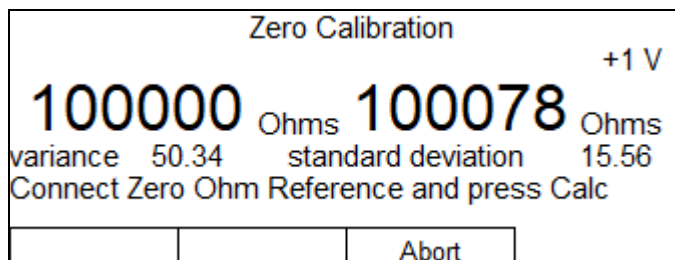 Zero Calibration
+1 V
100000 Ohms 100078 Ohms
variance 50.34 standard deviation 15.56
Connect Zero Ohm Reference and press Calc
Abort